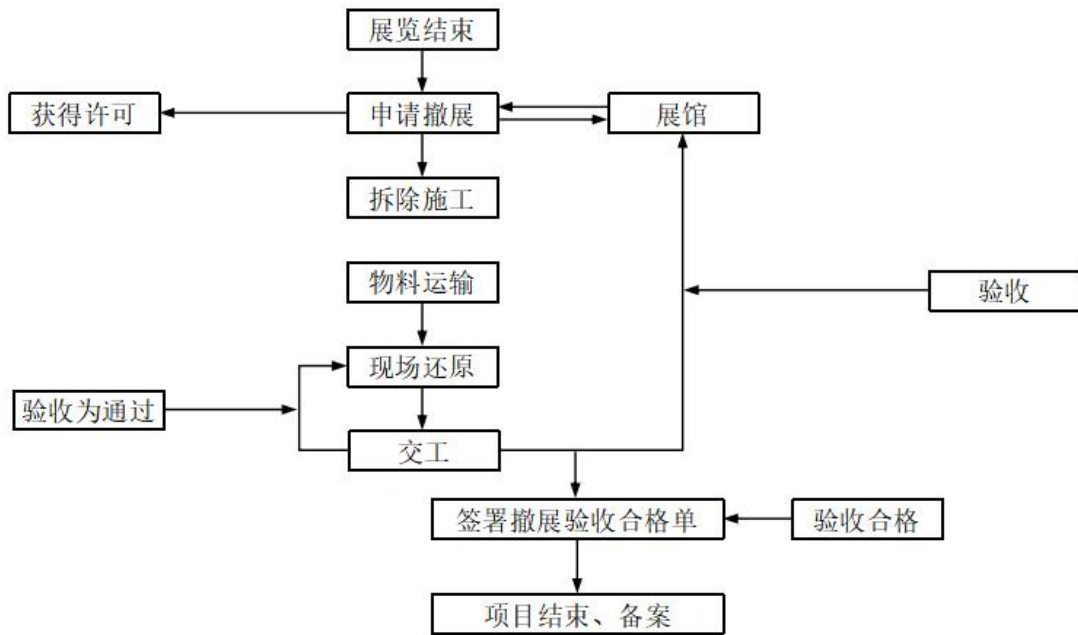 展览结束
获得许可
申请撤展
展馆
拆除施工
物料运输
验收
现场还原
验收为通过
交工
签署撤展验收合格单
验收合格
项目结束、备案